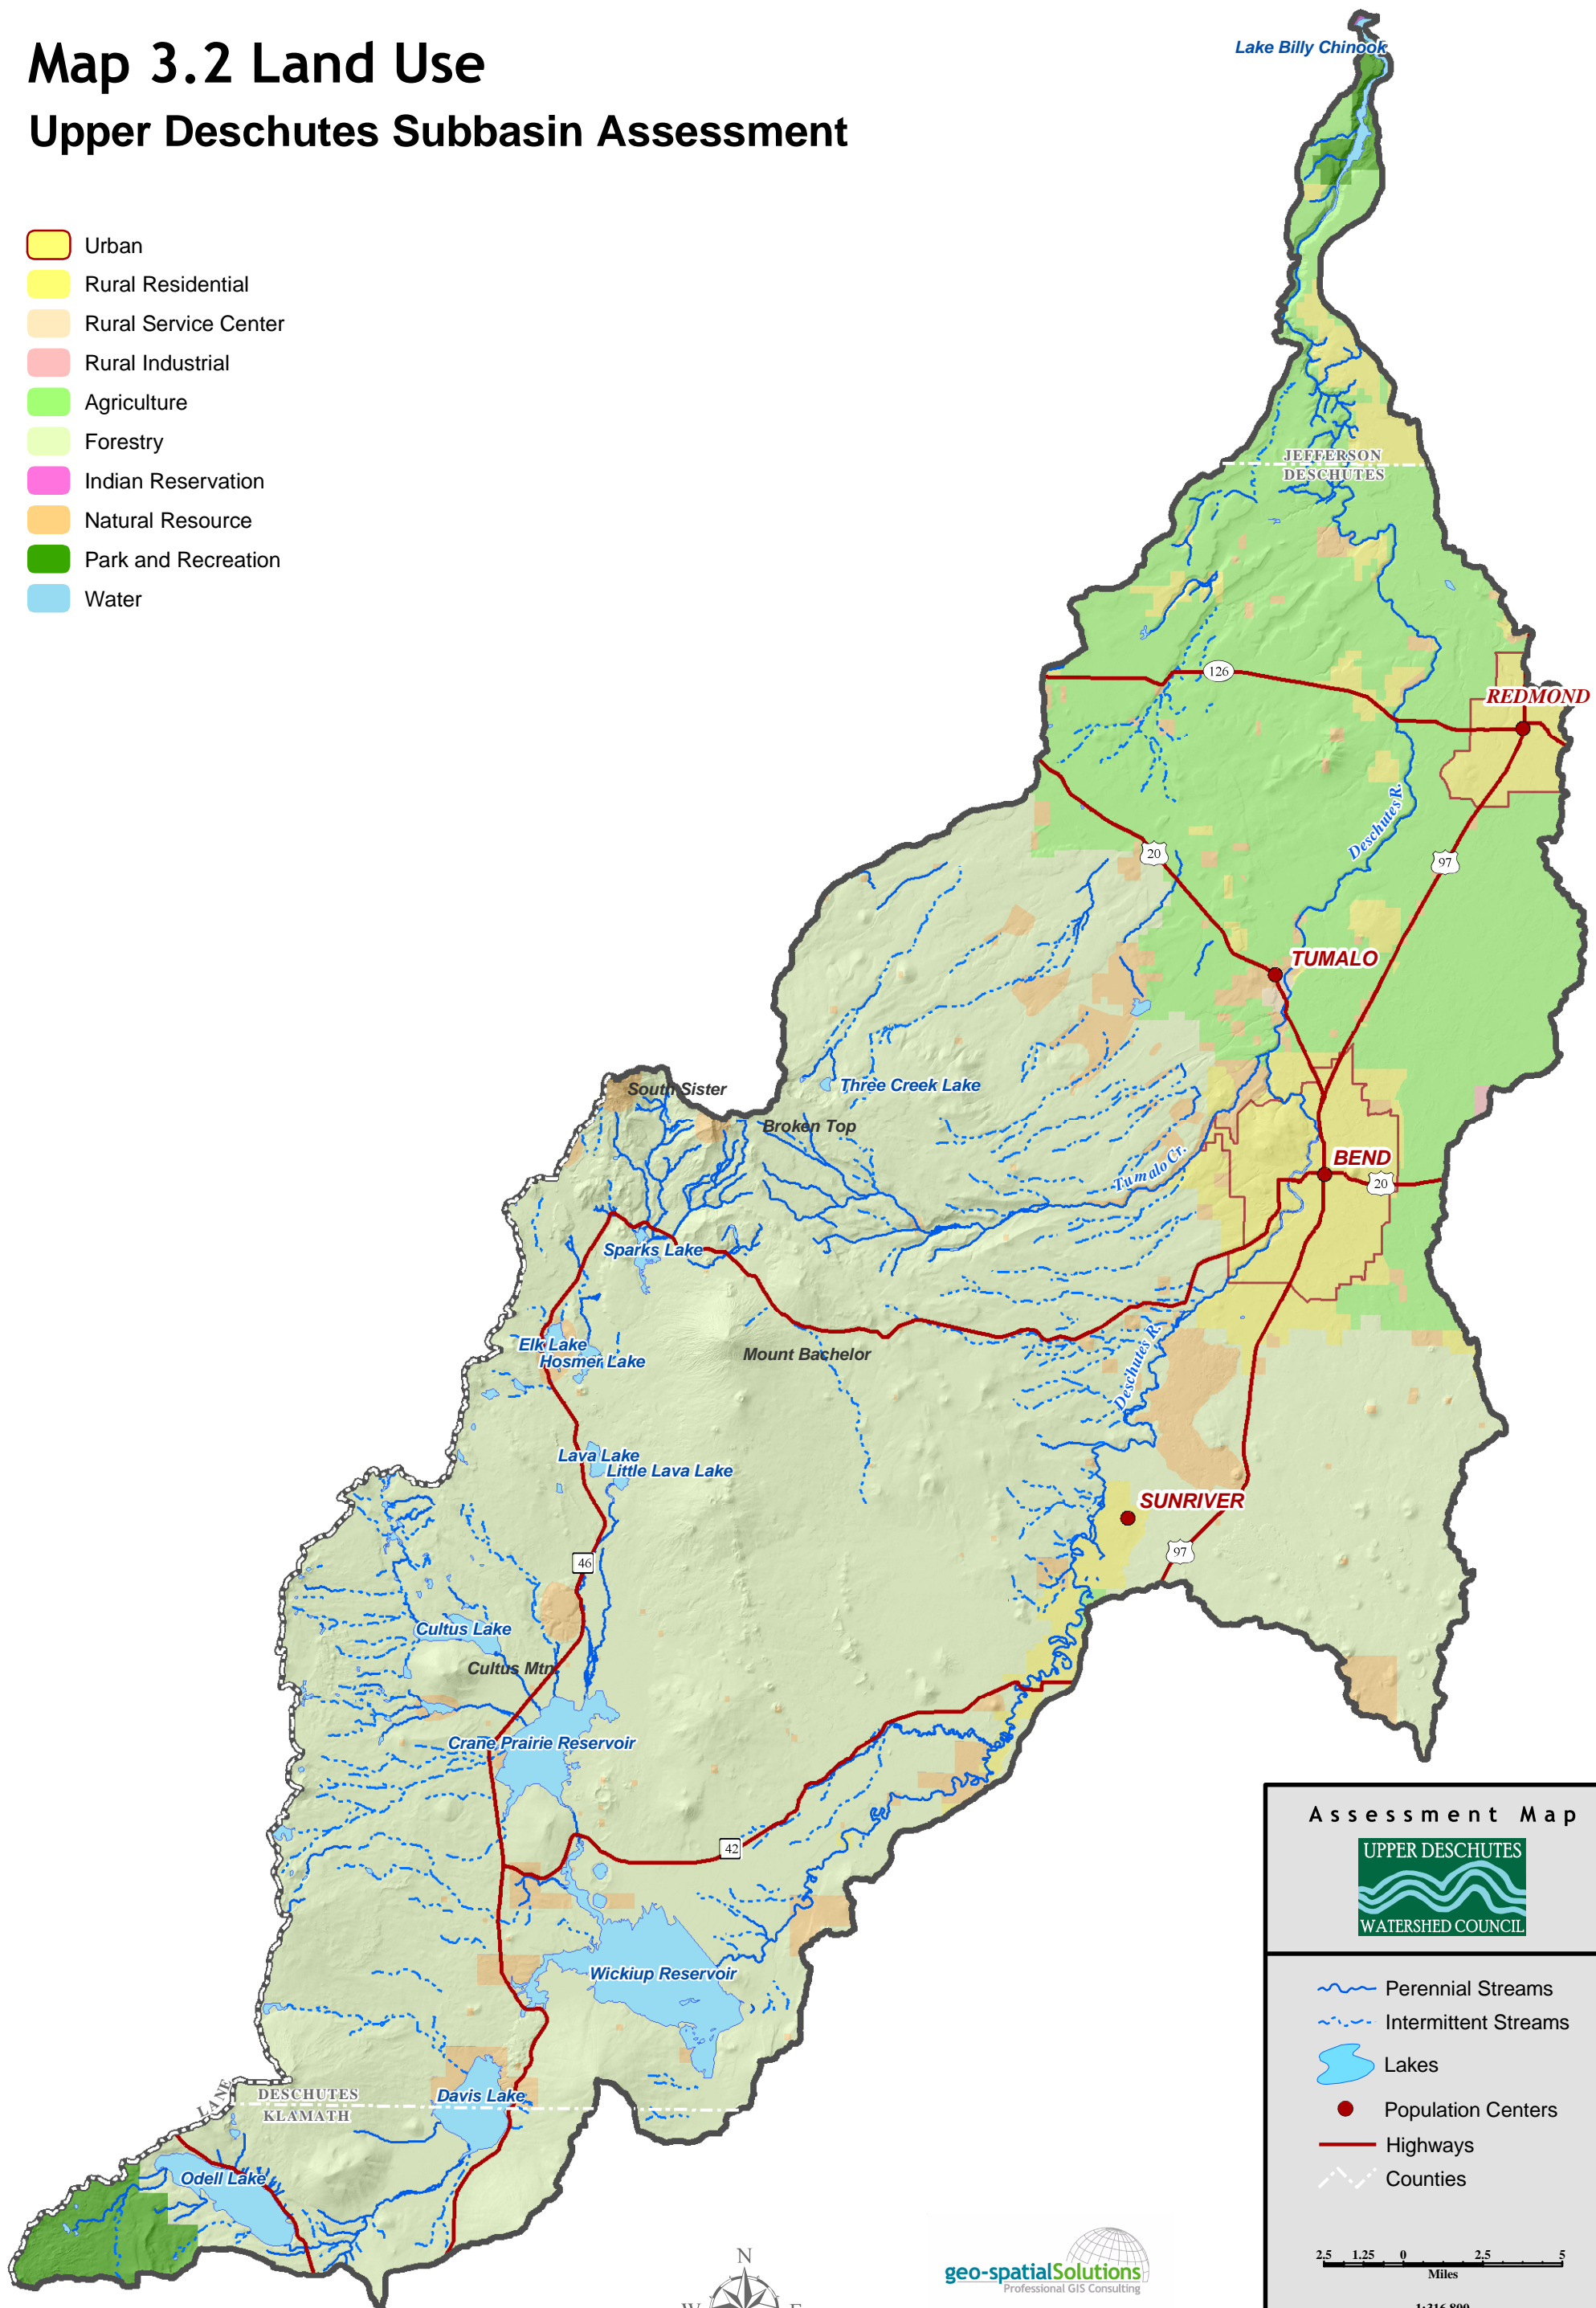 Map 3.2 Land Use
Upper Deschutes Subbasin Assessment
Urban
Rural Residential
Rural Service Center
Rural Industrial
Agriculture
Forestry
Indian Reservation
Natural Resource
Park and Recreation
Water
Lake Billy Chinook
JEFFERSON
DESCHUTES
126
REDMOND
Deschutes R.
20
97
TUMALO
South Sister
Three Creek Lake
Broken Top
Tumalo Cr.
BEND
20
Sparks Lake
Elk Lake
Hosmer Lake
Mount Bachelor
Deschutes R.
Lava Lake
Little Lava Lake
SUNRIVER
97
46
Cultus Lake
Cultus Mtn.
Crane Prairie Reservoir
42
Wickiup Reservoir
Davis Lake
LANE
DESCHUTES
KLAMATH
Odell Lake
Assessment Map
UPPER DESCHUTES
WATERSHED COUNCIL
Perennial Streams
Intermittent Streams
Lakes
Population Centers
Highways
Counties
2.5 1.25 0 2.5 5
Miles
1:316,800
geo-spatialSolutions
Professional GIS Consulting
N
W E